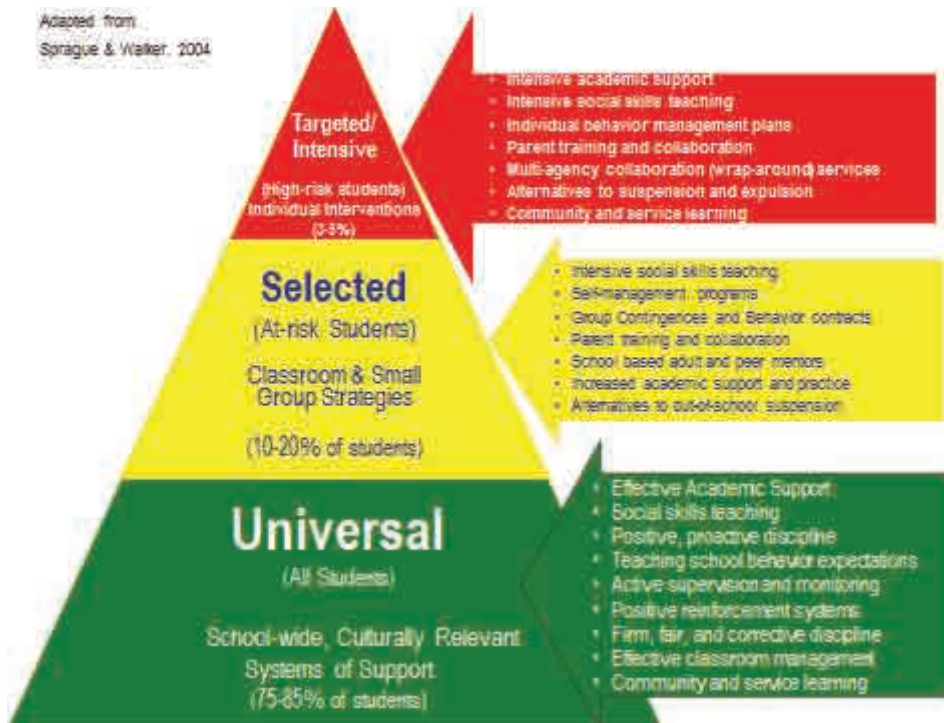 Adapted from
Sprague & Walker, 2004
Targeted/
Intensive
(High-risk students)
Individual Interventions
(3-5%)
• Intensive academic support
• Intensive social skills teaching
• Individual behavior management plans
• Parent training and collaboration
• Multi-agency collaboration (wrap-around) services
• Alternatives to suspension and expulsion
• Community and service learning
Selected
(At-risk Students)
Classroom & Small
Group Strategies
(10-20% of students)
• Intensive social skills teaching
• Self-management programs
• Group Contingences and Behavior contracts
• Parent training and collaboration
• School based adult and peer mentors
• Increased academic support and practice
• Alternatives to out-of-school suspension
Universal
(All Students)
School-wide, Culturally Relevant
Systems of Support
(75-85% of students)
• Effective Academic Support
• Social skills teaching
• Positive, proactive discipline
• Teaching school behavior expectations
• Active supervision and monitoring
• Positive reinforcement systems
• Firm, fair, and corrective discipline
• Effective classroom management
• Community and service learning